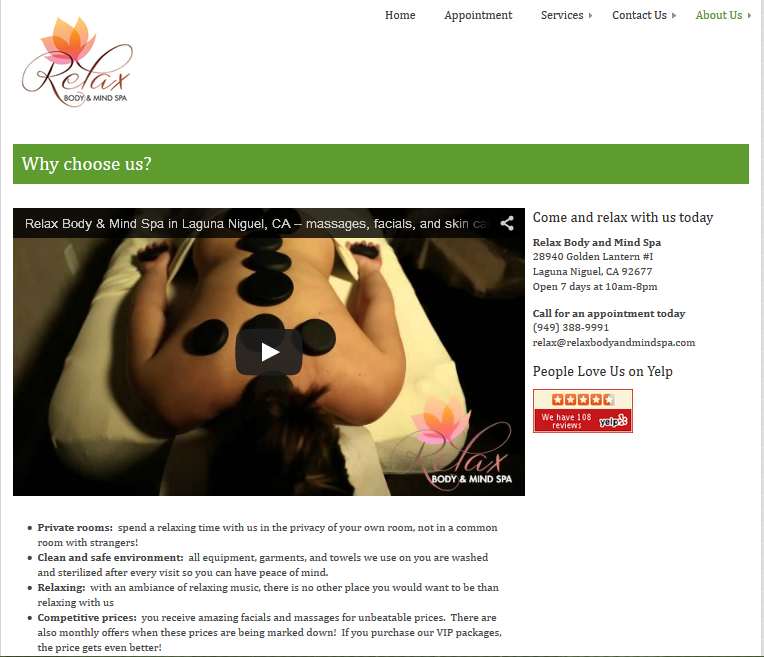 Home Appointment Services Contact Us About Us
Relax
BODY & MIND SPA
Why choose us?
Relax Body & Mind Spa in Laguna Niguel, CA – massages, facials, and skin ca
Relax
BODY & MIND SPA
Come and relax with us today
Relax Body and Mind Spa
28940 Golden Lantern #I
Laguna Niguel, CA 92677
Open 7 days at 10am-8pm
Call for an appointment today
(949) 388-9991
relax@relaxbodyandmindspa.com
People Love Us on Yelp
We have 108
reviews
yelp
• Private rooms: spend a relaxing time with us in the privacy of your own room, not in a common
room with strangers!
• Clean and safe environment: all equipment, garments, and towels we use on you are washed
and sterilized after every visit so you can have peace of mind.
• Relaxing: with an ambiance of relaxing music, there is no other place you would want to be than
relaxing with us
• Competitive prices: you receive amazing facials and massages for unbeatable prices. There are
also monthly offers when these prices are being marked down! If you purchase our VIP packages,
the price gets even better!